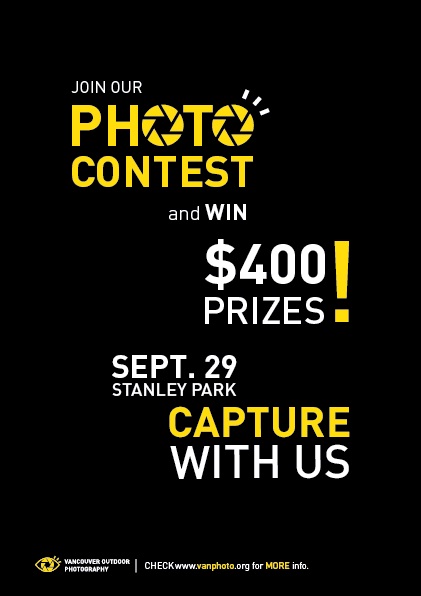 JOIN OUR
PHOTO
CONTEST
and WIN
$400
PRIZES!
SEPT. 29
STANLEY PARK
CAPTURE
WITH US
VANCOUVER OUTDOOR
PHOTOGRAPHY
CHECK www.vanphoto.org for MORE info.